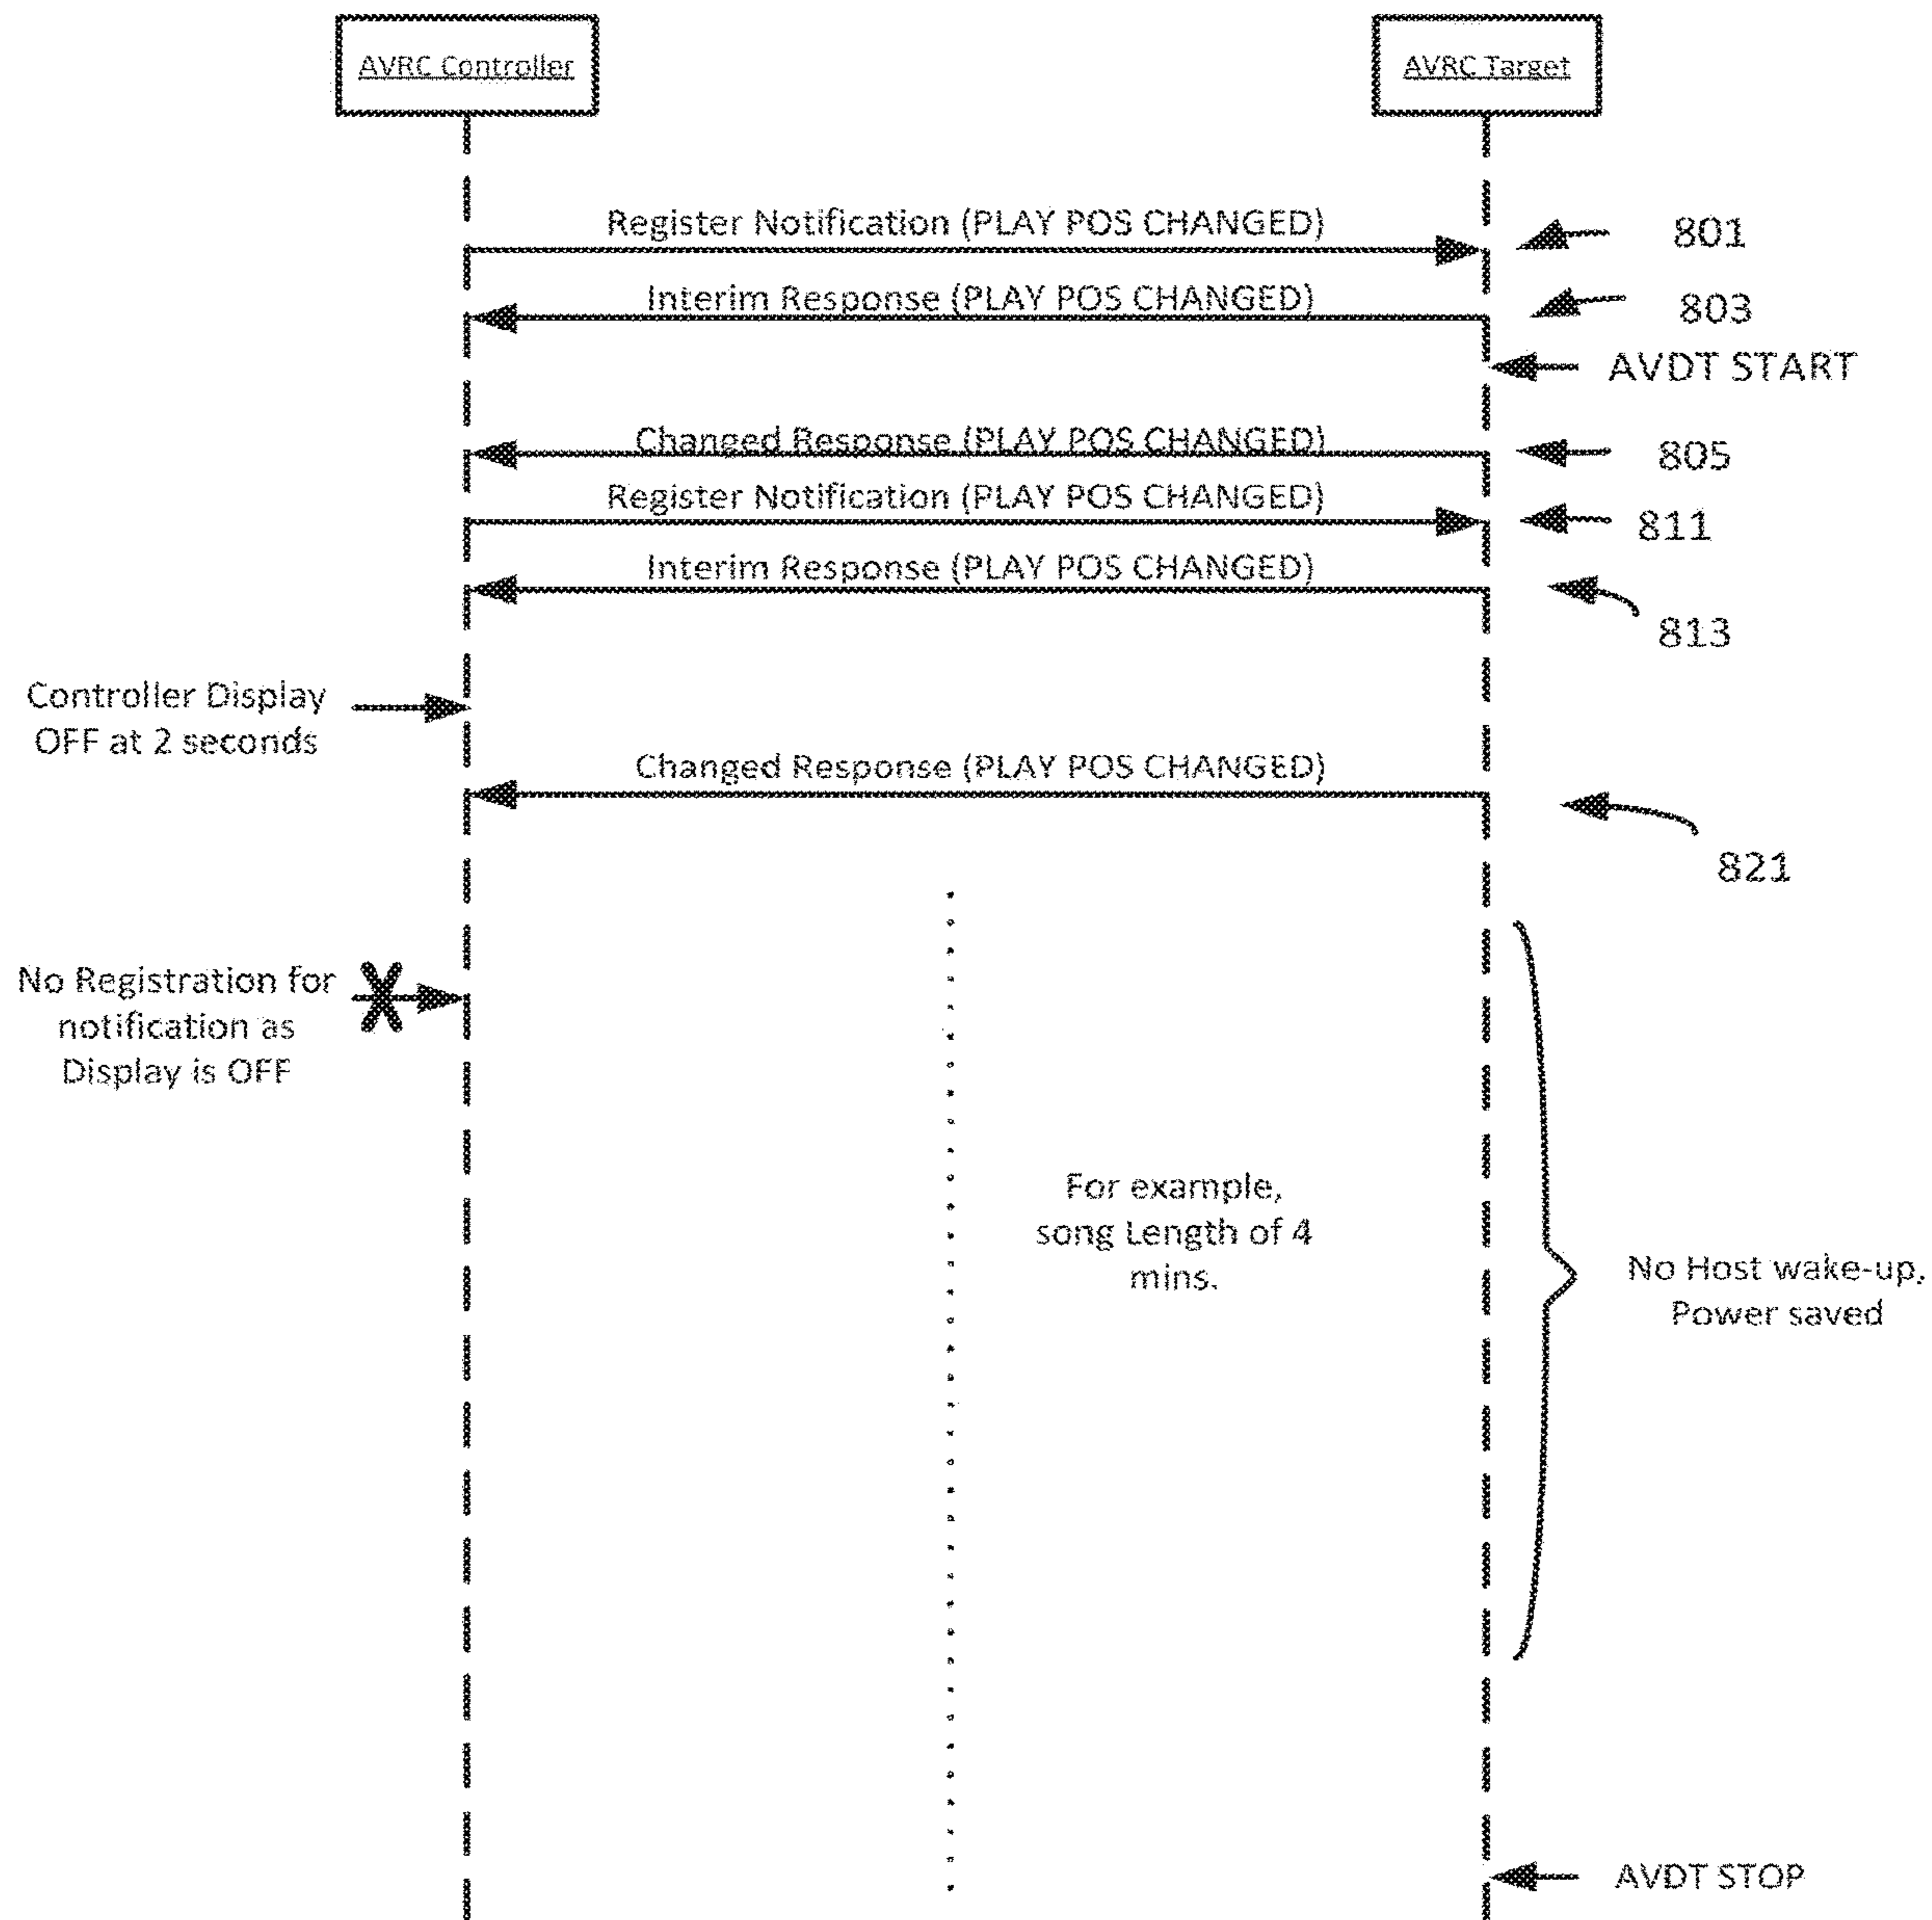 AVRC Controller
AVRC Target
Register Notification (PLAY POS CHANGED)
801
Interim Response (PLAY POS CHANGED)
803
AVDT START
Changed Response (PLAY POS CHANGED)
805
Register Notification (PLAY POS CHANGED)
811
Interim Response (PLAY POS CHANGED)
813
Controller Display
OFF at 2 seconds
Changed Response (PLAY POS CHANGED)
821
No Registration for
notification as
Display is OFF
For example,
song Length of 4
mins.
No Host wake-up,
Power saved
AVDT STOP